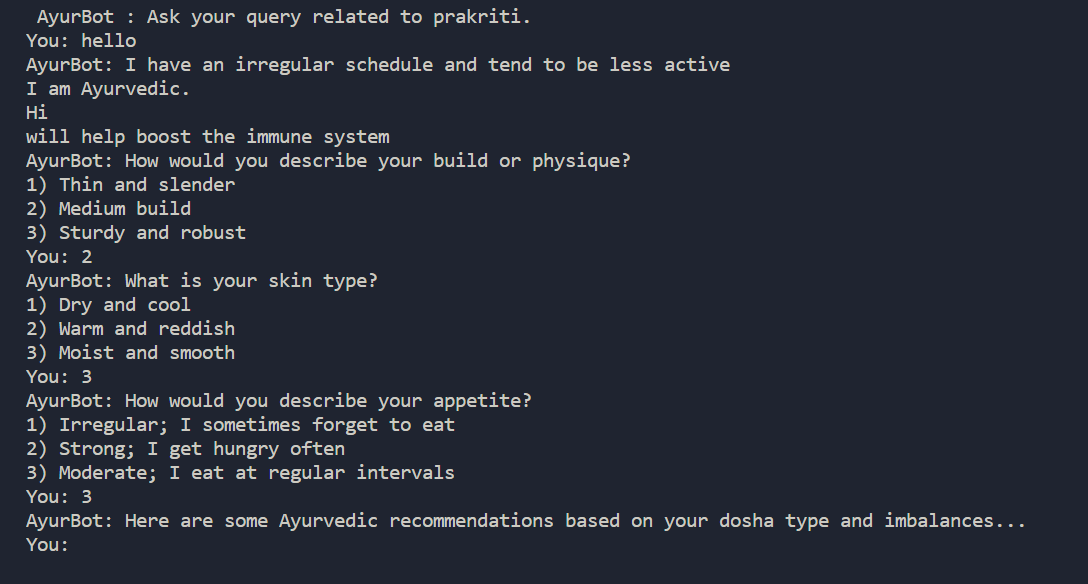 AyurBot : Ask your query related to prakriti.
You: hello
AyurBot: I have an irregular schedule and tend to be less active
I am Ayurvedic.
Hi
will help boost the immune system
AyurBot: How would you describe your build or physique?
1) Thin and slender
2) Medium build
3) Sturdy and robust
You: 2
AyurBot: What is your skin type?
1) Dry and cool
2) Warm and reddish
3) Moist and smooth
You: 3
AyurBot: How would you describe your appetite?
1) Irregular; I sometimes forget to eat
2) Strong; I get hungry often
3) Moderate; I eat at regular intervals
You: 3
AyurBot: Here are some Ayurvedic recommendations based on your dosha type and imbalances...
You: